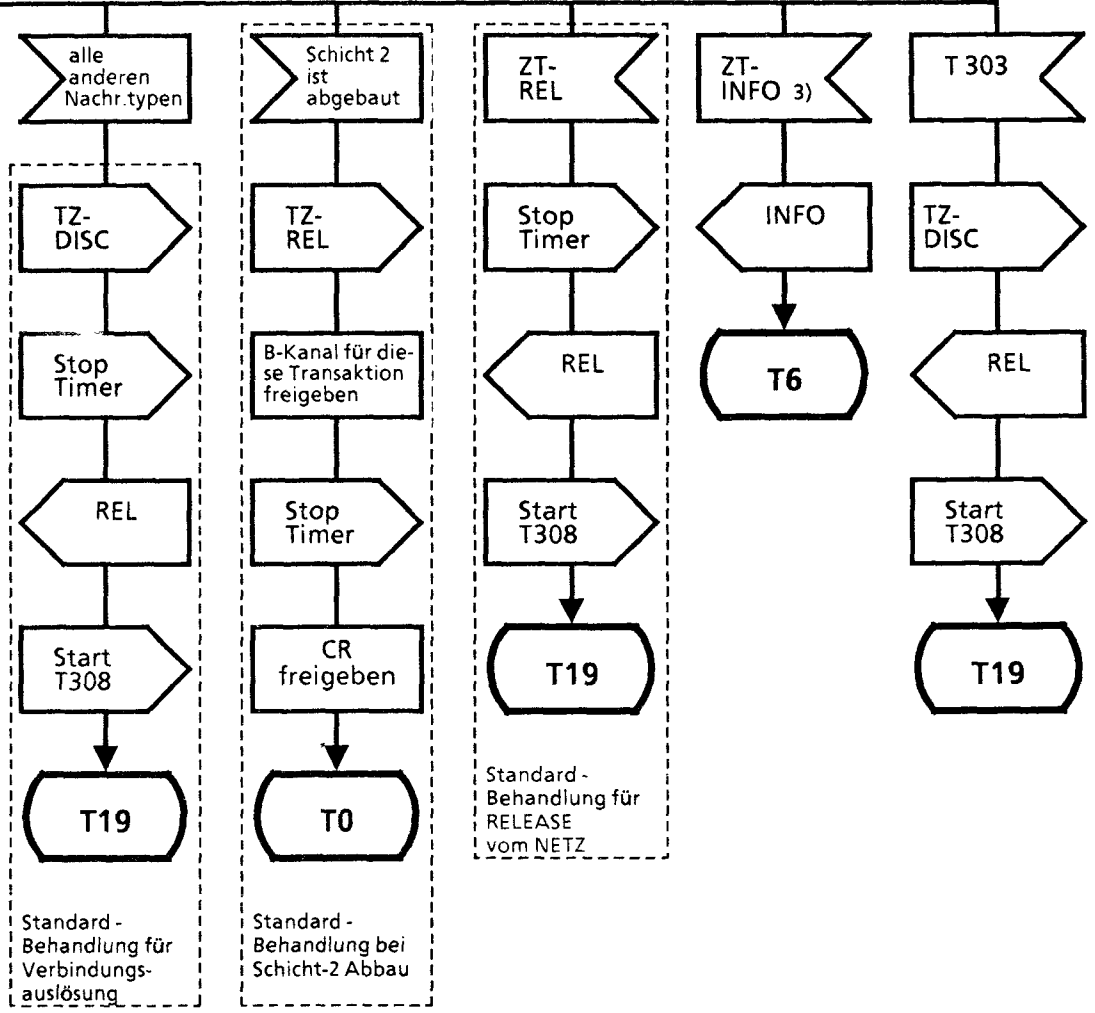 alle
anderen
Nachr.typen
TZ-
DISC
Stop
Timer
REL
Start
T308
T19
Standard -
Behandlung für
Verbindungs-
auslösung
Schicht 2
ist
abgebaut
TZ-
REL
B-Kanal für die-
se Transaktion
freigeben
Stop
Timer
CR
freigeben
T0
Standard -
Behandlung bei
Schicht-2 Abbau
ZT-
REL
Stop
Timer
REL
Start
T308
T19
Standard -
Behandlung für
RELEASE
vom NETZ
ZT-
INFO 3)
INFO
T6
T 303
TZ-
DISC
REL
Start
T308
T19